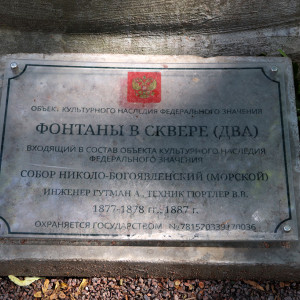 ОБЪЕКТ КУЛЬТУРНОГО НАСЛЕДИЯ ФЕДЕРАЛЬНОГО ЗНАЧЕНИЯ
ФОНТАНЫ В СКВЕРЕ (ДВА)
ВХОДЯЩИЙ В СОСТАВ ОБЪЕКТА КУЛЬТУРНОГО НАСЛЕДИЯ
ФЕДЕРАЛЬНОГО ЗНАЧЕНИЯ
СОБОР НИКОЛО-БОГОЯВЛЕНСКИЙ (МОРСКОЙ)
ИНЖЕНЕР ГУТМАН А., ТЕХНИК ГЮРТЛЕР В.В.
1877-1878 гг., 1887 г.
ОХРАНЯЕТСЯ ГОСУДАРСТВОМ